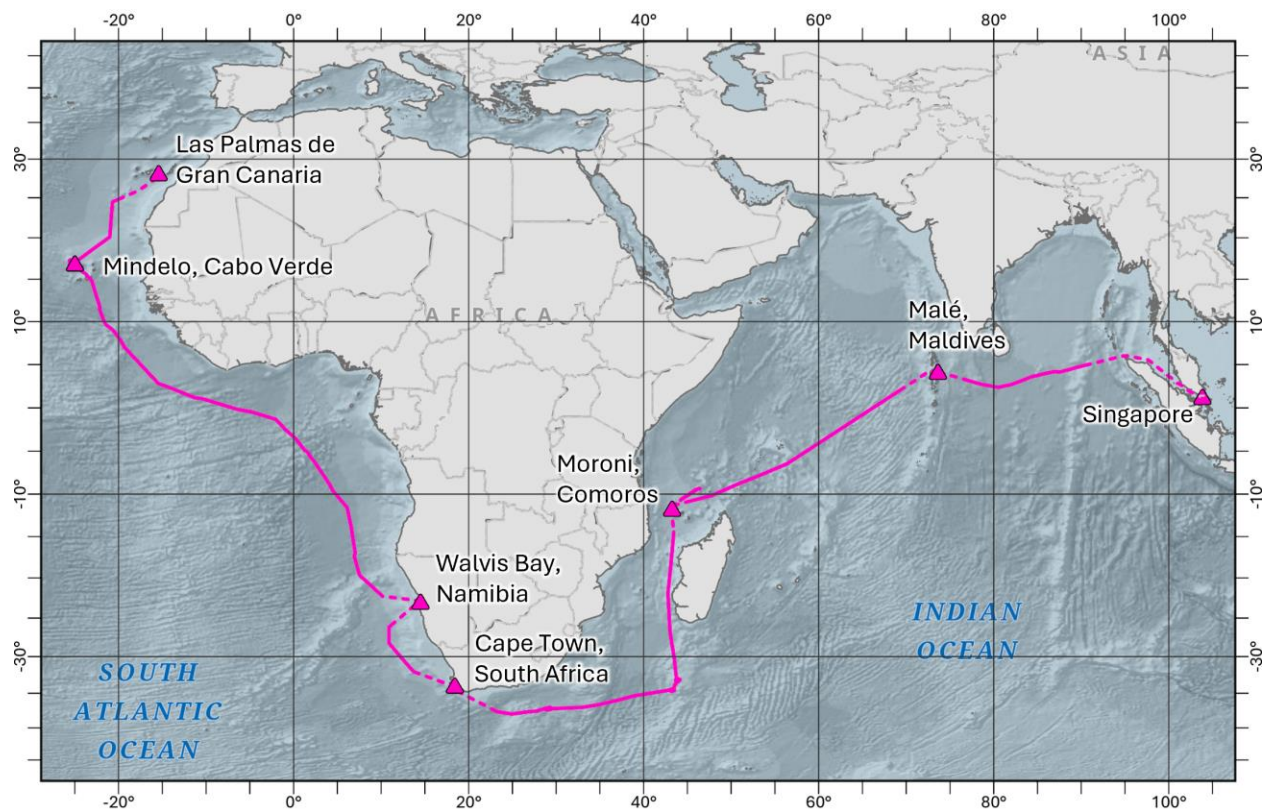 -20° 0° 20° 40° 60° 80° 100°
ASIA
Las Palmas de
Gran Canaria
30° 30°
Mindelo, Cabo Verde
AFRICA
10° 10°
Malé,
Maldives
Singapore
Moroni,
Comoros
-10° -10°
Walvis Bay,
Namibia
INDIAN
OCEAN
Cape Town,
South Africa
-30° -30°
SOUTH
ATLANTIC
OCEAN
-20° 0° 20° 40° 60° 80° 100°